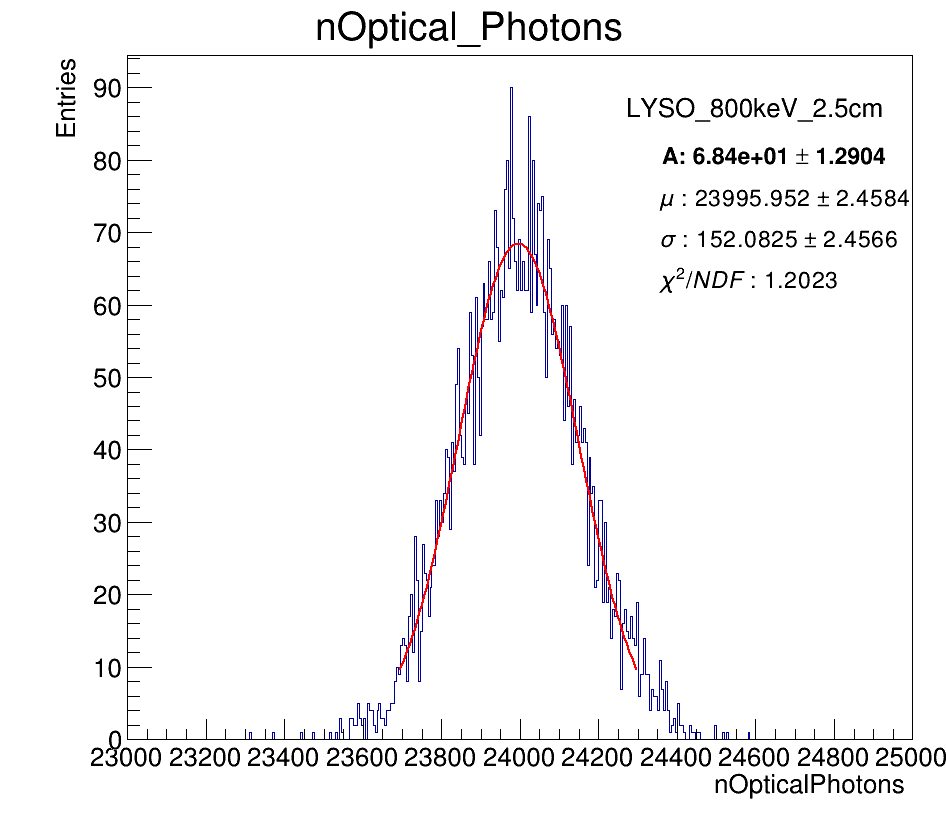 nOptical_Photons
Entries
LYSO_800keV_2.5cm
A: 6.84e+01 ± 1.2904
μ : 23995.952 ± 2.4584
σ : 152.0825 ± 2.4566
χ²/NDF : 1.2023
90
80
70
60
50
40
30
20
10
0
23000 23200 23400 23600 23800 24000 24200 24400 24600 24800 25000
nOpticalPhotons